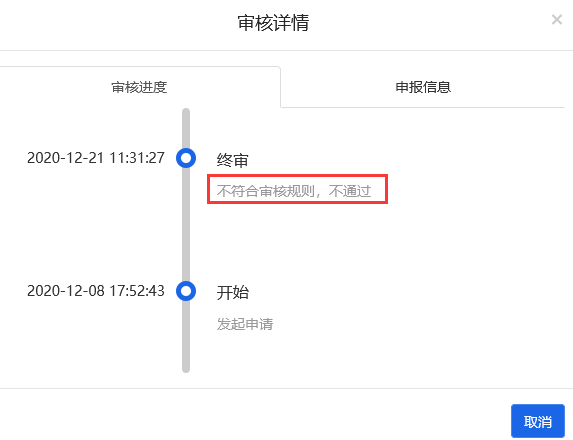 审核详情
×
审核进度
申报信息
2020-12-21 11:31:27
终审
不符合审核规则，不通过
2020-12-08 17:52:43
开始
发起申请
取消